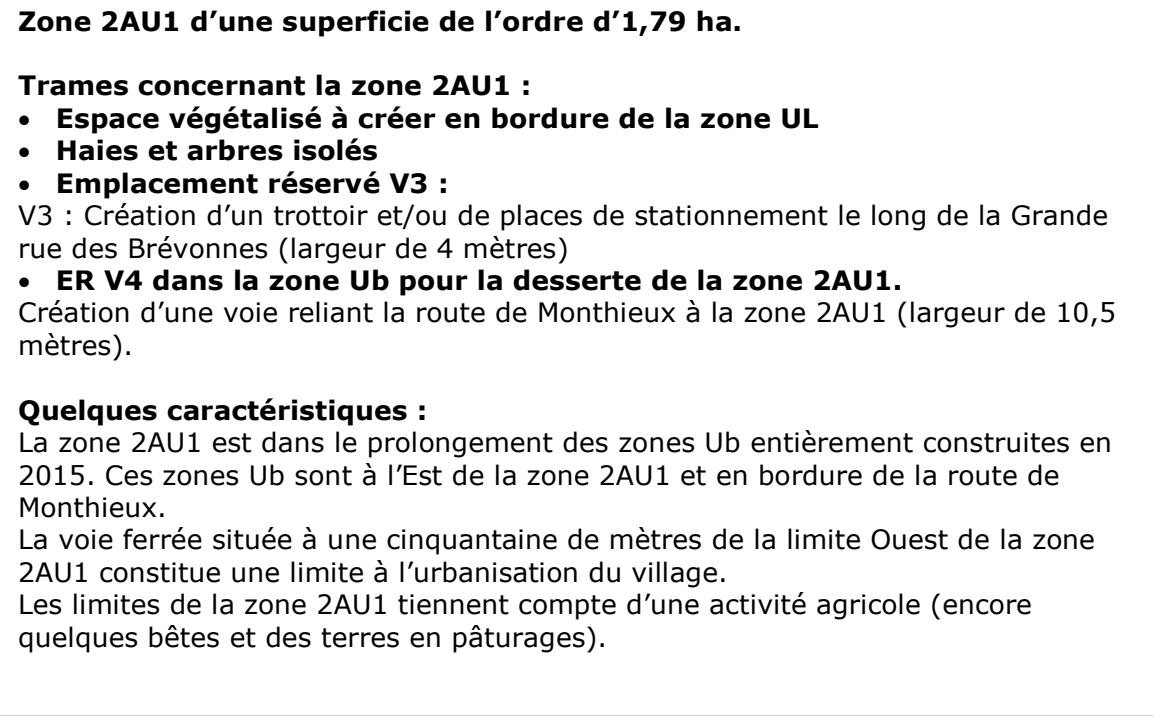 Zone 2AU1 d’une superficie de l’ordre d’1,79 ha.
Trames concernant la zone 2AU1 :
• Espace végétalisé à créer en bordure de la zone UL
• Haies et arbres isolés
• Emplacement réservé V3 :
V3 : Création d’un trottoir et/ou de places de stationnement le long de la Grande
rue des Brévonnes (largeur de 4 mètres)
• ER V4 dans la zone Ub pour la desserte de la zone 2AU1.
Création d’une voie reliant la route de Monthieux à la zone 2AU1 (largeur de 10,5
mètres).
Quelques caractéristiques :
La zone 2AU1 est dans le prolongement des zones Ub entièrement construites en
2015. Ces zones Ub sont à l’Est de la zone 2AU1 et en bordure de la route de
Monthieux.
La voie ferrée située à une cinquantaine de mètres de la limite Ouest de la zone
2AU1 constitue une limite à l’urbanisation du village.
Les limites de la zone 2AU1 tiennent compte d’une activité agricole (encore
quelques bêtes et des terres en pâturages).